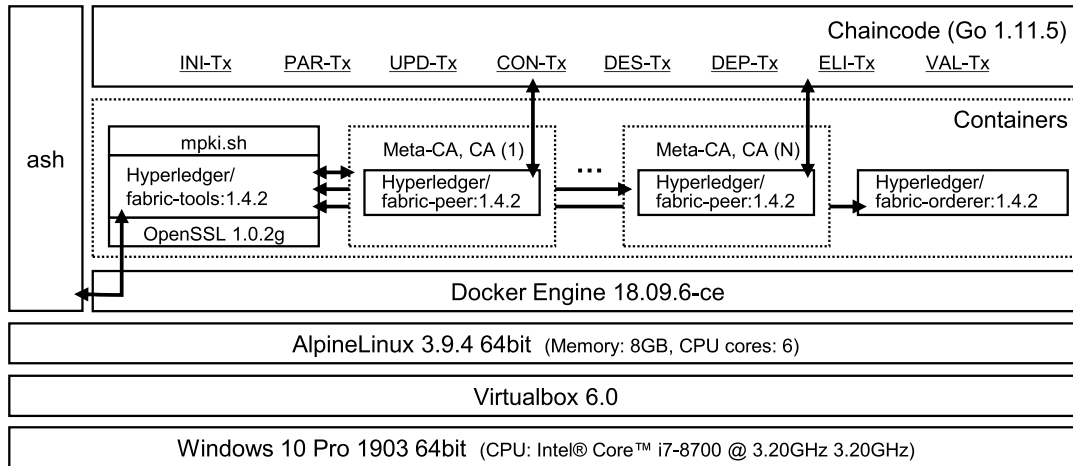 Chaincode (Go 1.11.5)
INI-Tx PAR-Tx UPD-Tx CON-Tx DES-Tx DEP-Tx ELI-Tx VAL-Tx
ash
Containers
mpki.sh
Hyperledger/
fabric-tools:1.4.2
OpenSSL 1.0.2g
Meta-CA, CA (1)
Hyperledger/
fabric-peer:1.4.2
...
Meta-CA, CA (N)
Hyperledger/
fabric-peer:1.4.2
Hyperledger/
fabric-orderer:1.4.2
Docker Engine 18.09.6-ce
AlpineLinux 3.9.4 64bit (Memory: 8GB, CPU cores: 6)
Virtualbox 6.0
Windows 10 Pro 1903 64bit (CPU: Intel® Core™ i7-8700 @ 3.20GHz 3.20GHz)